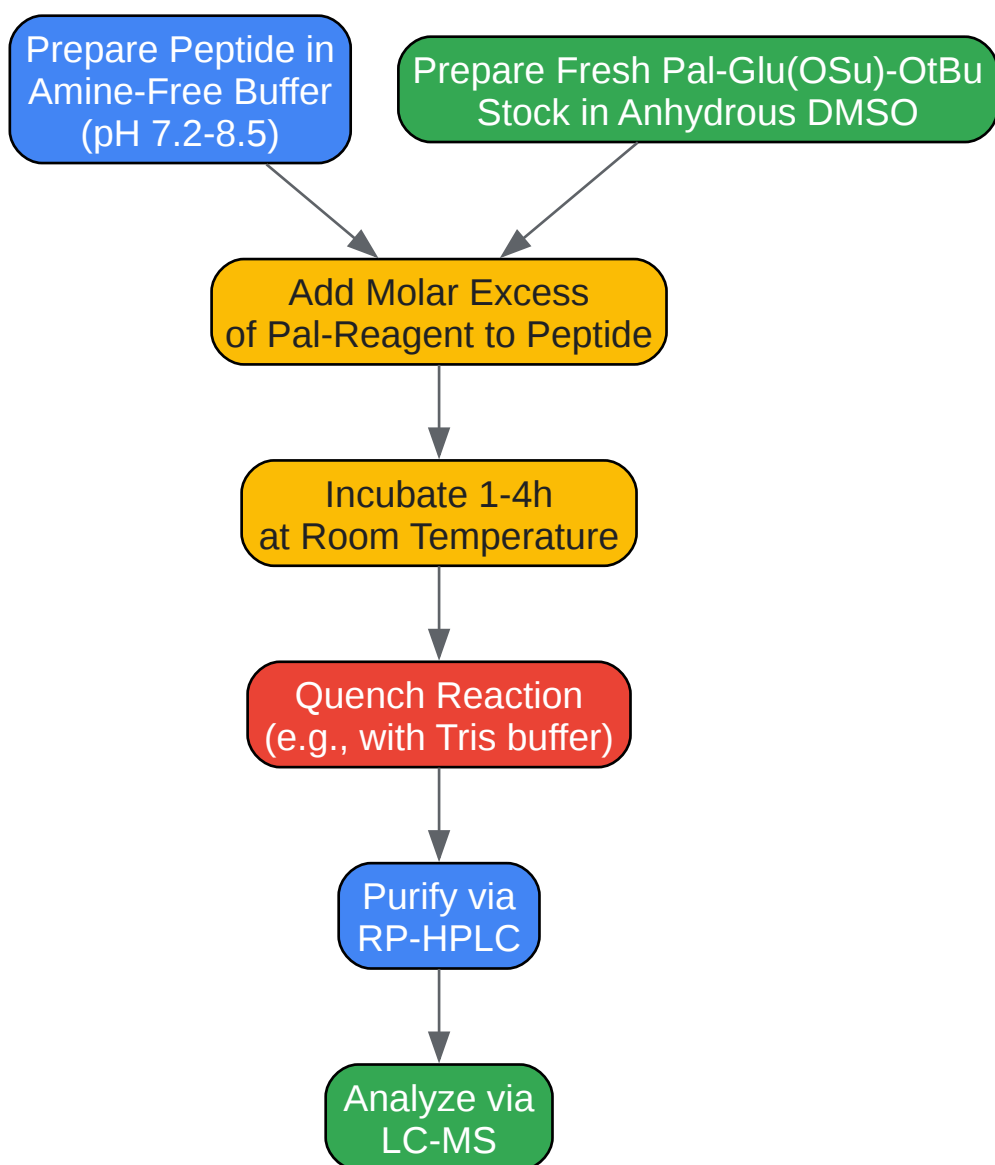 Prepare Peptide in
Amine-Free Buffer
(pH 7.2-8.5)
Prepare Fresh Pal-Glu(OSu)-OtBu
Stock in Anhydrous DMSO
Add Molar Excess
of Pal-Reagent to Peptide
Incubate 1-4h
at Room Temperature
Quench Reaction
(e.g., with Tris buffer)
Purify via
RP-HPLC
Analyze via
LC-MS